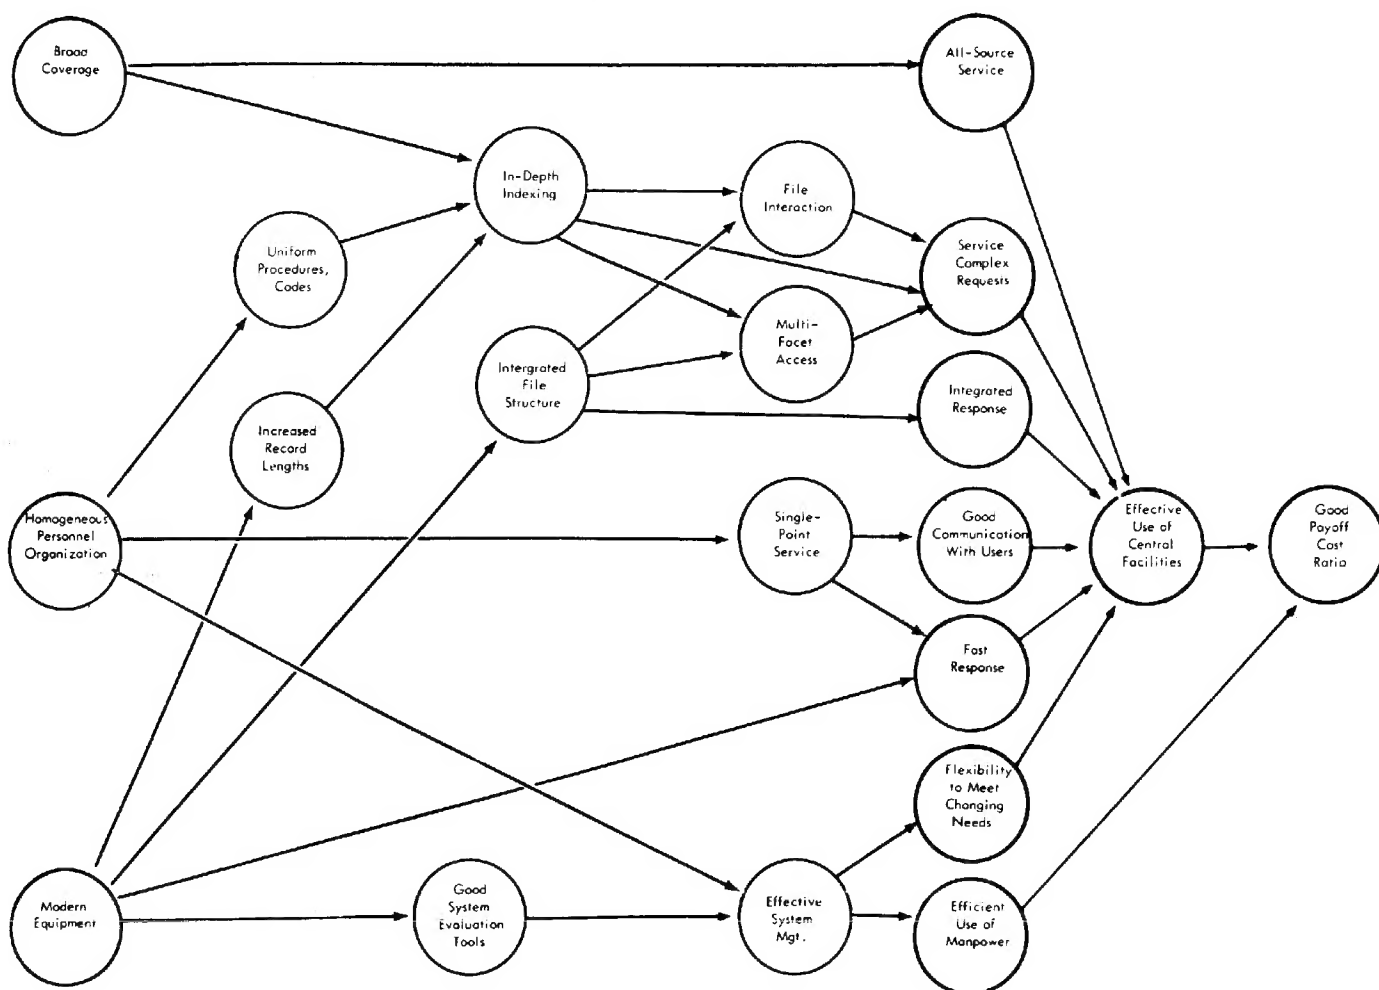 Broad
Coverage
All-Source
Service
In-Depth
Indexing
File
Interaction
Uniform
Procedures,
Codes
Service
Complex
Requests
Multi-
Facet
Access
Intergrated
File
Structure
Integrated
Response
Increased
Record
Lengths
Homogeneous
Personnel
Organization
Single-
Point
Service
Good
Communication
With Users
Effective
Use of
Central
Facilities
Good
Payoff
Cost
Ratio
Fast
Response
Flexibility
to Meet
Changing
Needs
Modern
Equipment
Good
System
Evaluation
Tools
Effective
System
Mgt.
Efficient
Use of
Manpower